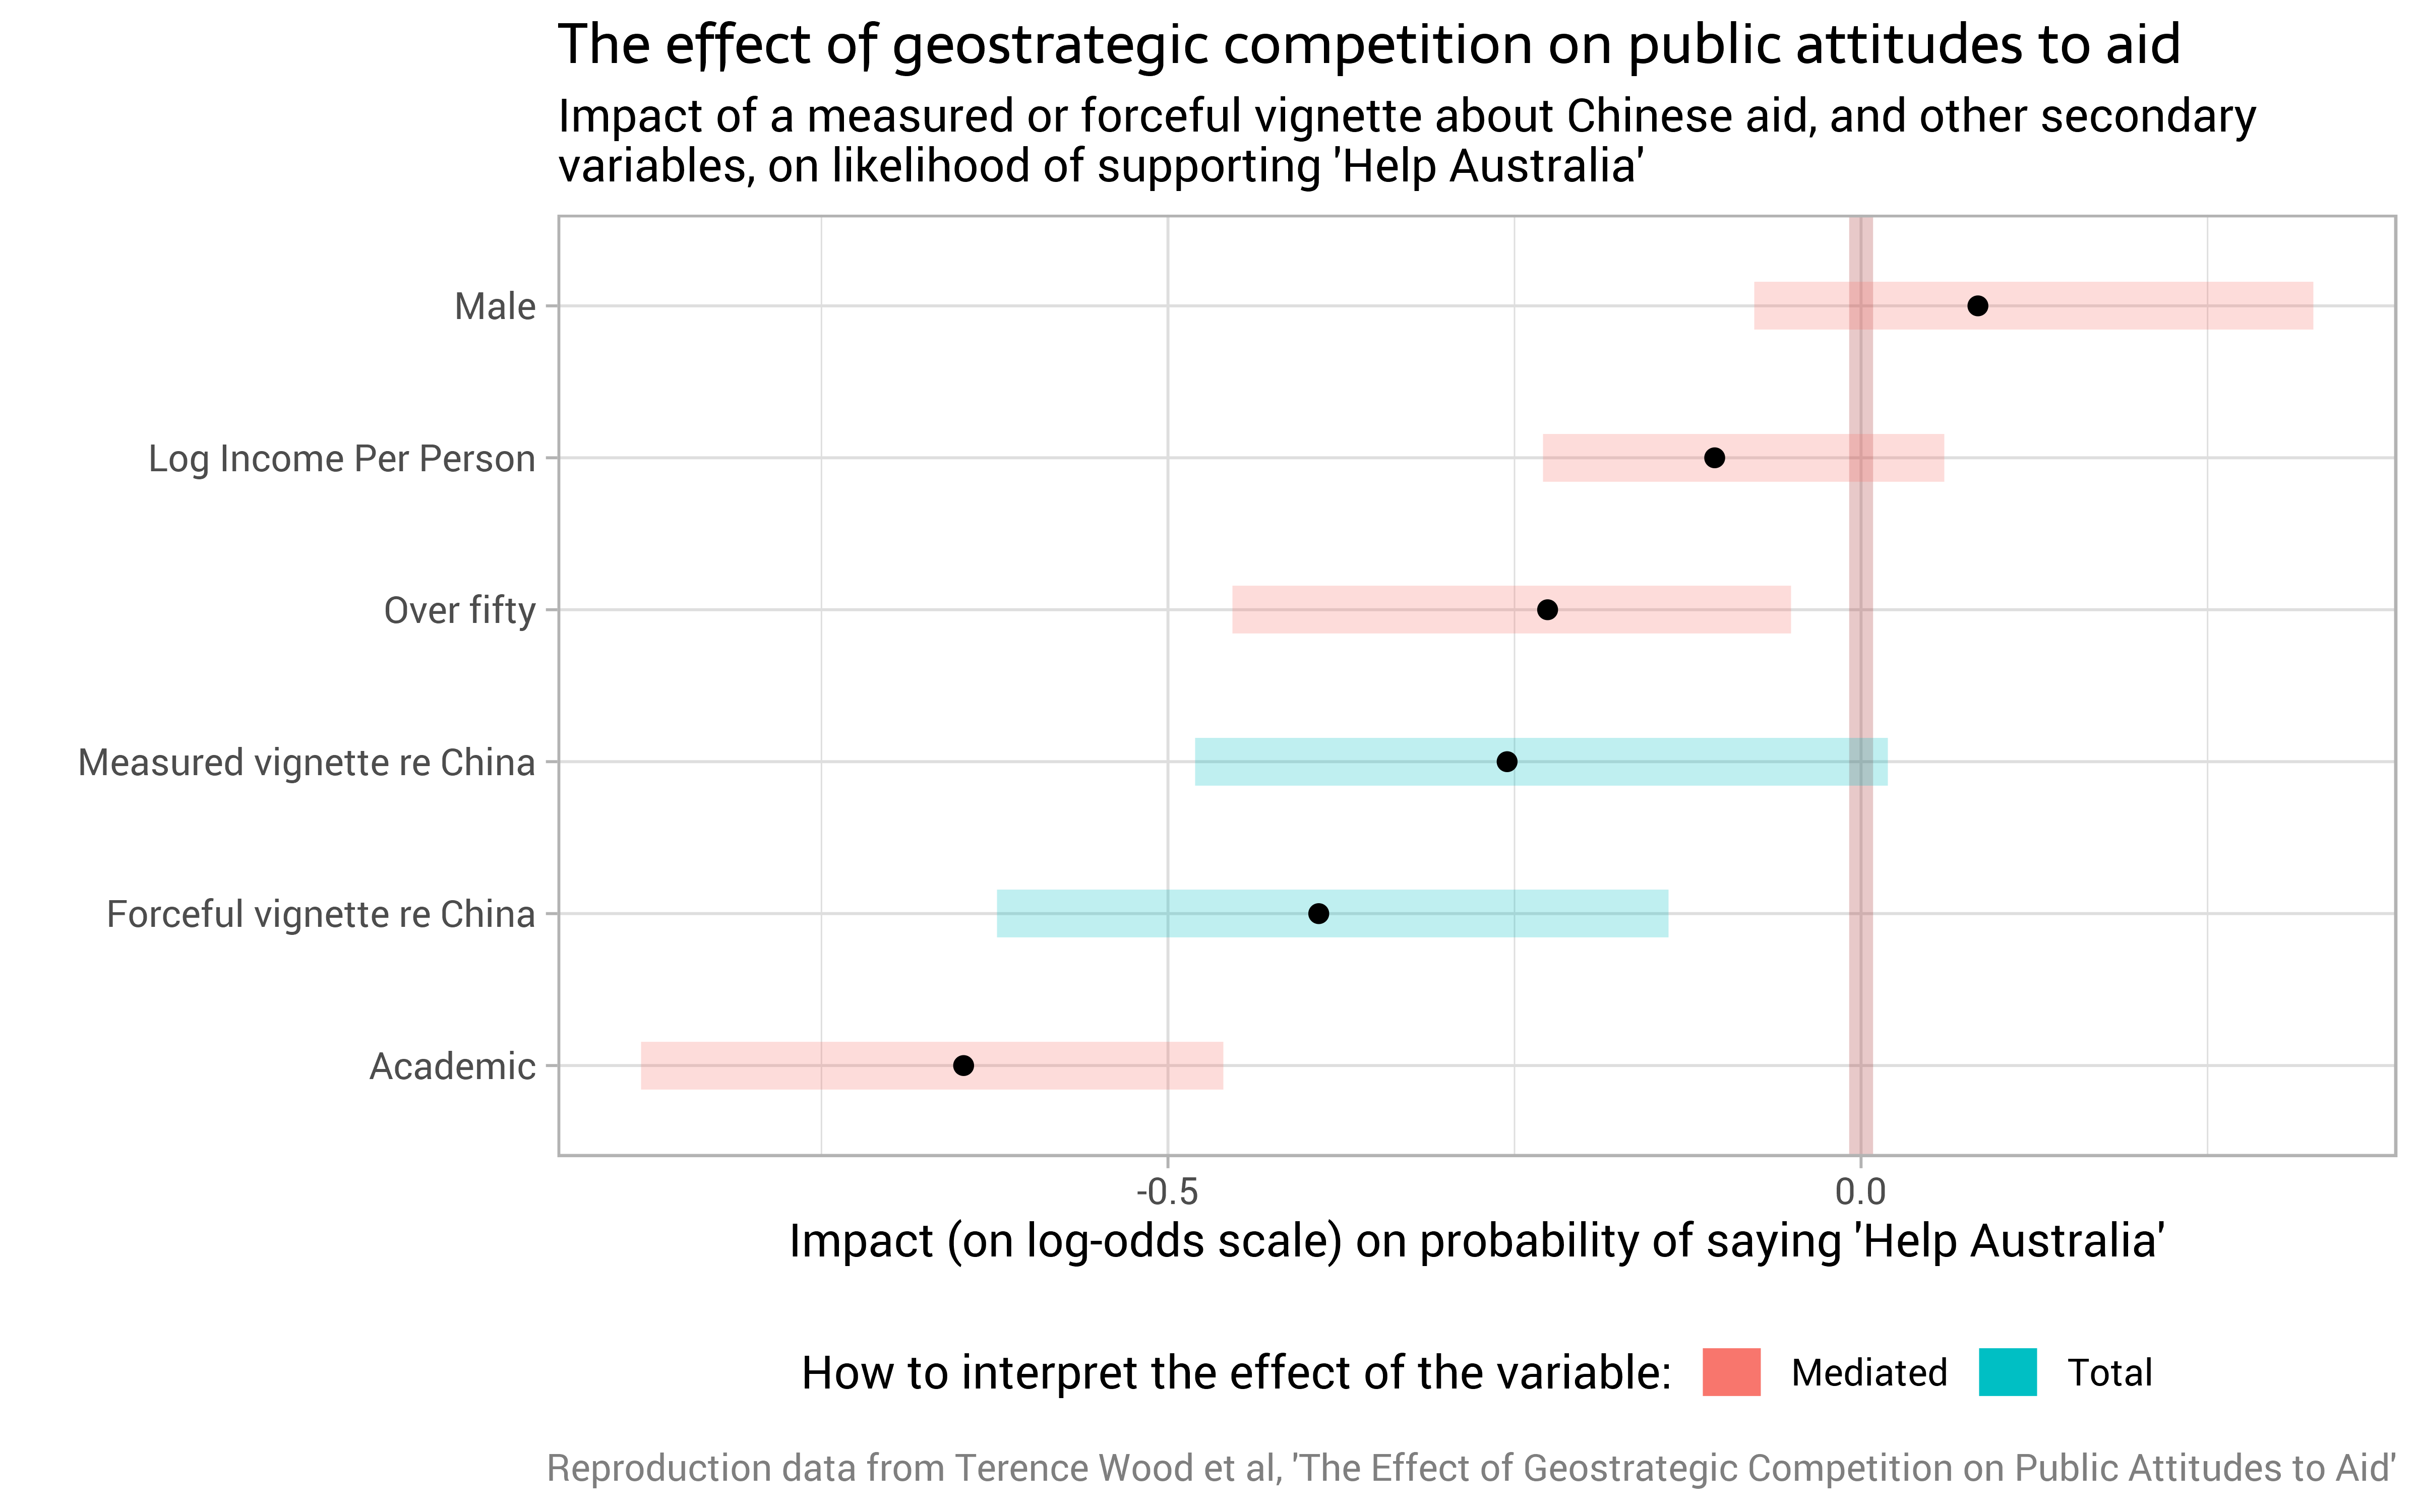 The effect of geostrategic competition on public attitudes to aid
Impact of a measured or forceful vignette about Chinese aid, and other secondary
variables, on likelihood of supporting 'Help Australia'
Male
Log Income Per Person
Over fifty
Measured vignette re China
Forceful vignette re China
Academic
-0.5
0.0
Impact (on log-odds scale) on probability of saying 'Help Australia'
How to interpret the effect of the variable:
Mediated
Total
Reproduction data from Terence Wood et al, 'The Effect of Geostrategic Competition on Public Attitudes to Aid'